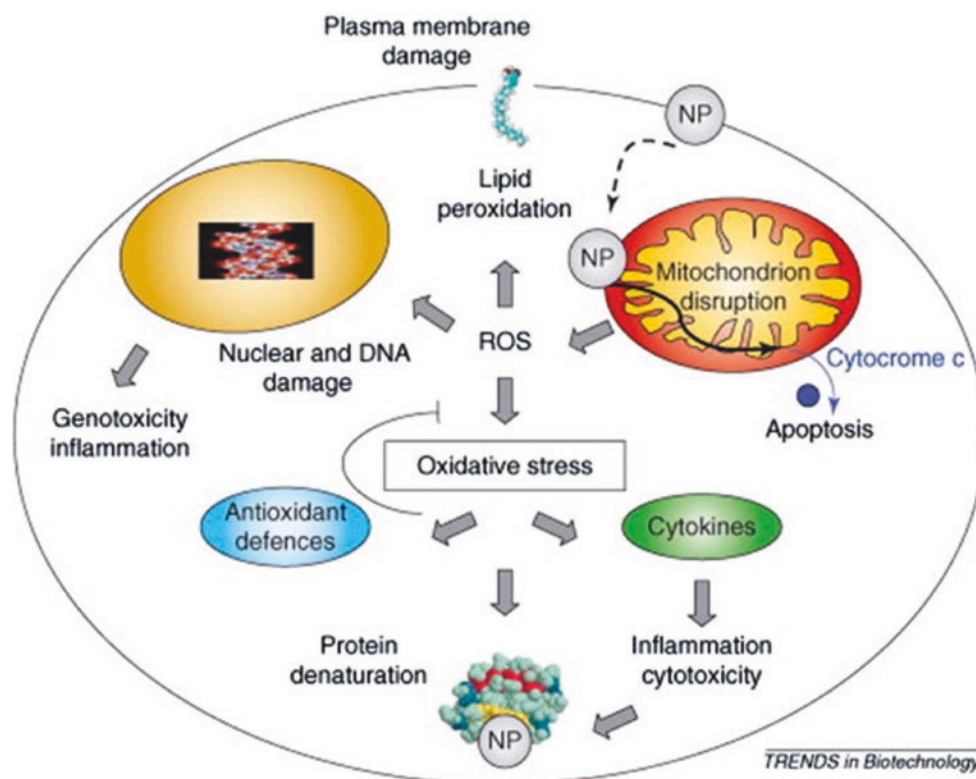 Plasma membrane
damage
NP
Lipid
peroxidation
NP
Mitochondrion
disruption
ROS
Nuclear and DNA
damage
Cytocrome c
Genotoxicity
inflammation
Apoptosis
Oxidative stress
Antioxidant
defences
Cytokines
Protein
denaturation
Inflammation
cytotoxicity
NP
TRENDS in Biotechnology